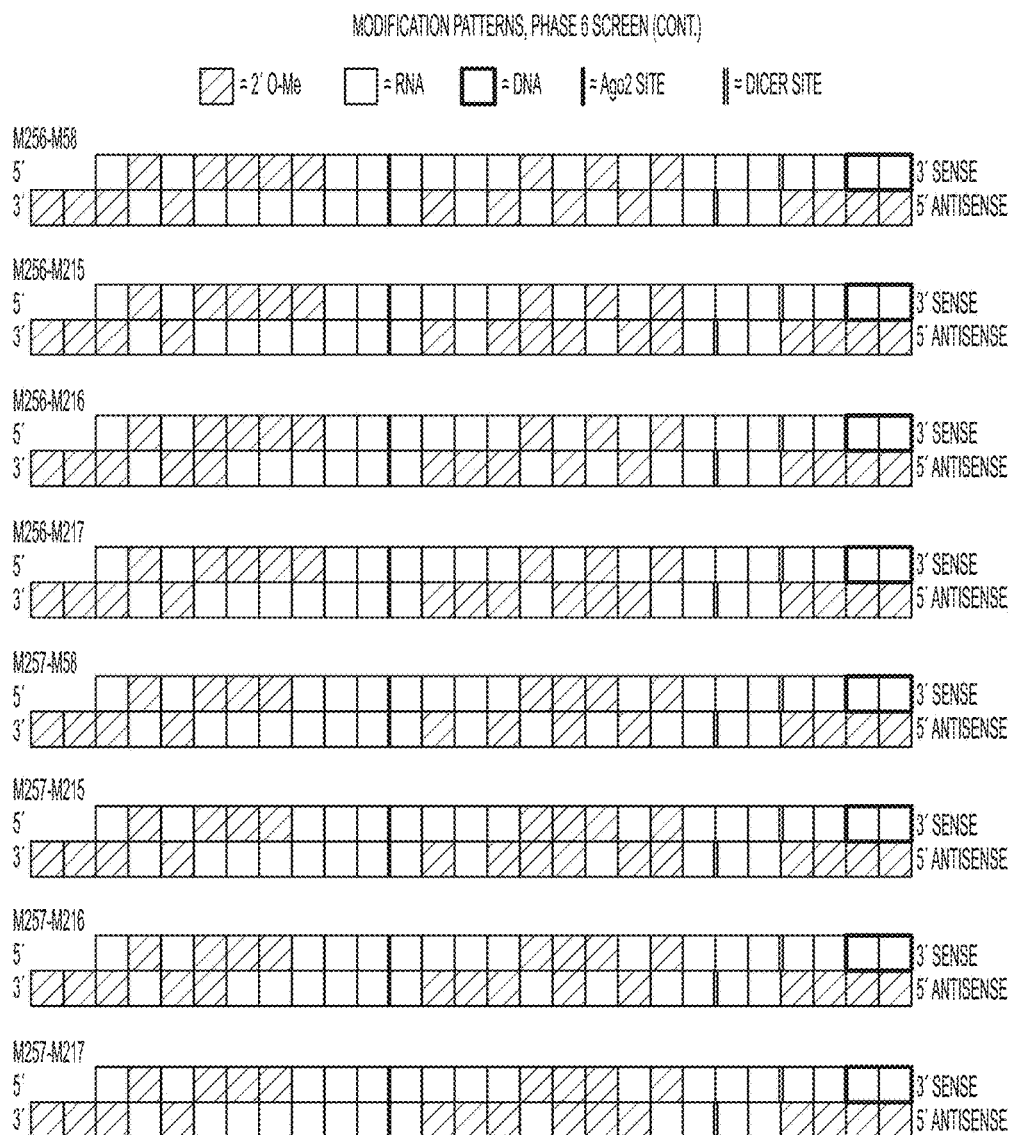 MODIFICATION PATTERNS, PHASE 6 SCREEN (CONT.)
= 2' O-Me = RNA = DNA = Ago2 SITE = DICER SITE
M256-M58
5' 3' SENSE
3' 5' ANTISENSE
M256-M215
5' 3' SENSE
3' 5' ANTISENSE
M256-M216
5' 3' SENSE
3' 5' ANTISENSE
M256-M217
5' 3' SENSE
3' 5' ANTISENSE
M257-M58
5' 3' SENSE
3' 5' ANTISENSE
M257-M215
5' 3' SENSE
3' 5' ANTISENSE
M257-M216
5' 3' SENSE
3' 5' ANTISENSE
M257-M217
5' 3' SENSE
3' 5' ANTISENSE